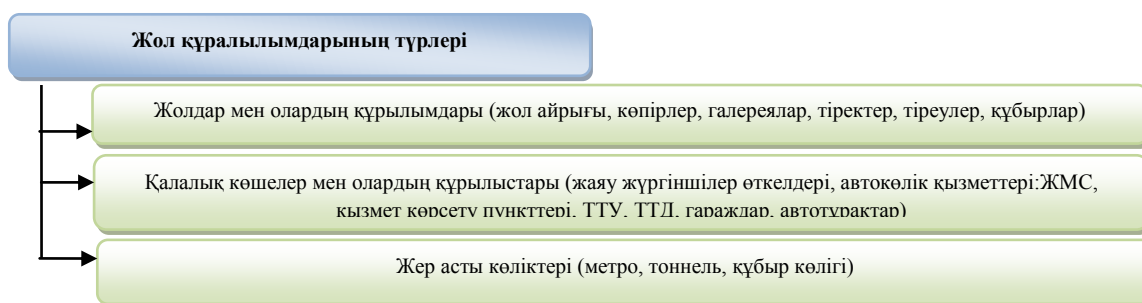 Жол құралылымдарының түрлері
Жолдар мен олардың құрылымдары (жол айрығы, көпірлер, галереялар, тіректер, тіреулер, құбырлар)
Қалалық көшелер мен олардың құрылыстары (жаяу жүргіншілер өткелдері, автокөлік қызметтері:ЖМС,
қызмет көрсету пункттері, ТТУ, ТТД, гараждар, автотұрақтар)
Жер асты көліктері (метро, тоннель, құбыр көлігі)